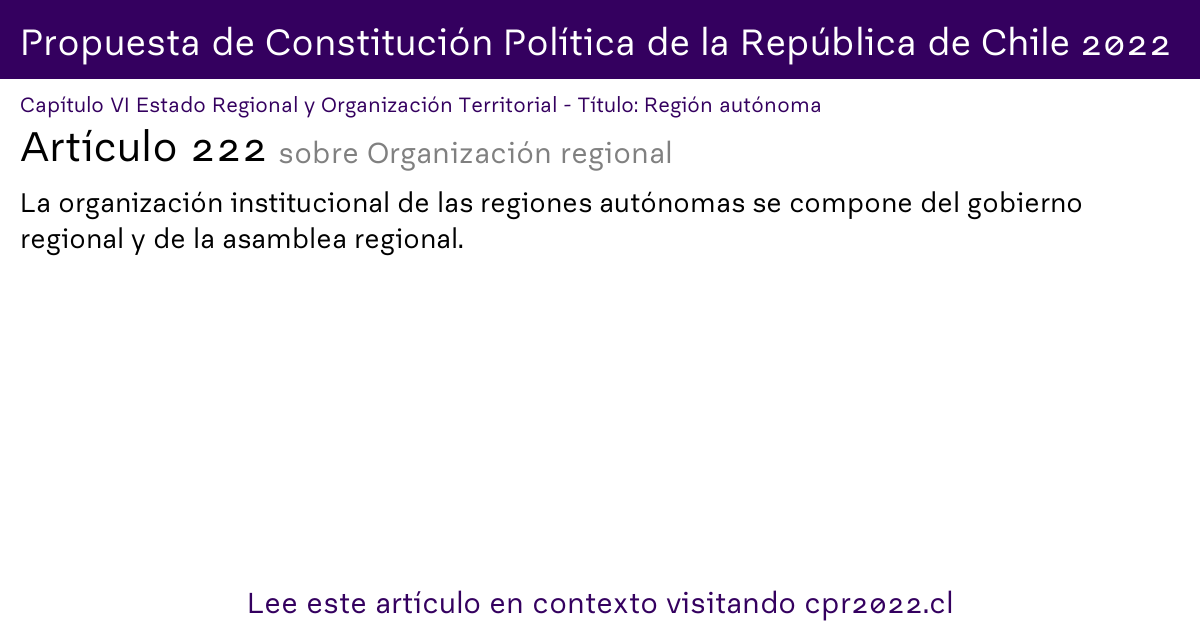 Propuesta de Constitución Política de la República de Chile 2022
Capítulo VI Estado Regional y Organización Territorial - Título: Región autónoma
Artículo 222 sobre Organización regional
La organización institucional de las regiones autónomas se compone del gobierno
regional y de la asamblea regional.
Lee este artículo en contexto visitando cpr2022.cl